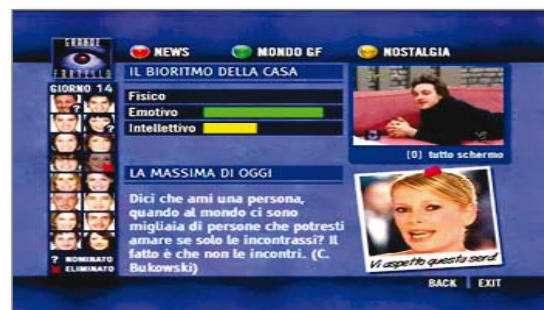 GRANDE
FRATELLO
NEWS
MONDO GF
NOSTALGIA
GIORNO 14
IL BIORITMO DELLA CASA
Fisico
Emotivo
Intellettivo
[0] tutto schermo
LA MASSIMA DI OGGI
Dici che ami una persona,
quando al mondo ci sono
migliaia di persone che potresti
amare se solo le incontrassi? Il
fatto è che non le incontri. (C.
Bukowski)
Vi aspetto questa sera!
? NOMINATO
ELIMINATO
BACK
EXIT